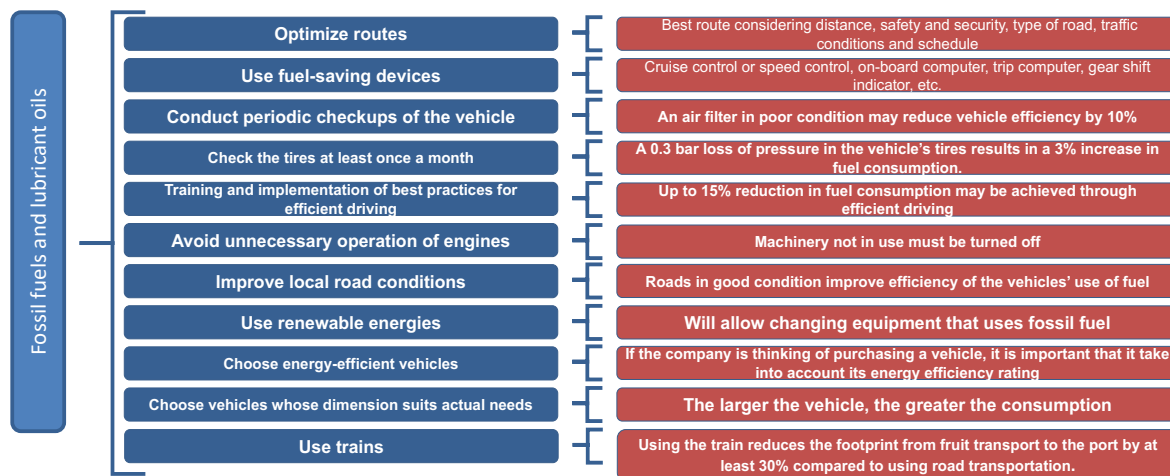 Fossil fuels and lubricant oils
Optimize routes
Best route considering distance, safety and security, type of road, traffic
conditions and schedule
Use fuel-saving devices
Cruise control or speed control, on-board computer, trip computer, gear shift
indicator, etc.
Conduct periodic checkups of the vehicle
An air filter in poor condition may reduce vehicle efficiency by 10%
Check the tires at least once a month
A 0.3 bar loss of pressure in the vehicle's tires results in a 3% increase in
fuel consumption.
Training and implementation of best practices for
efficient driving
Up to 15% reduction in fuel consumption may be achieved through
efficient driving
Avoid unnecessary operation of engines
Machinery not in use must be turned off
Improve local road conditions
Roads in good condition improve efficiency of the vehicles' use of fuel
Use renewable energies
Will allow changing equipment that uses fossil fuel
Choose energy-efficient vehicles
If the company is thinking of purchasing a vehicle, it is important that it take
into account its energy efficiency rating
Choose vehicles whose dimension suits actual needs
The larger the vehicle, the greater the consumption
Use trains
Using the train reduces the footprint from fruit transport to the port by at
least 30% compared to using road transportation.